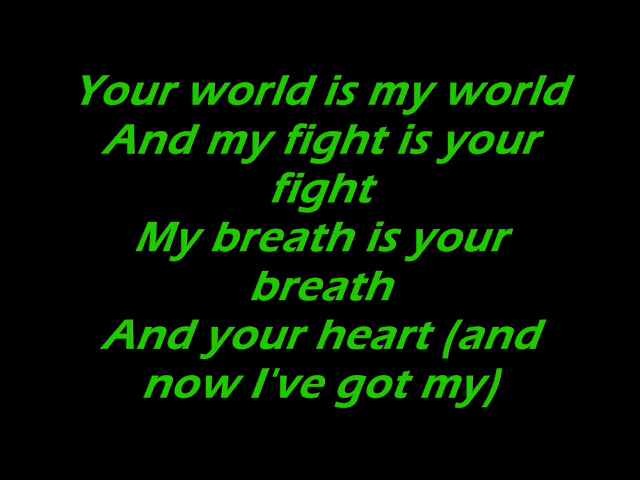 Your world is my world
And my fight is your
fight
My breath is your
breath
And your heart (and
now I've got my)